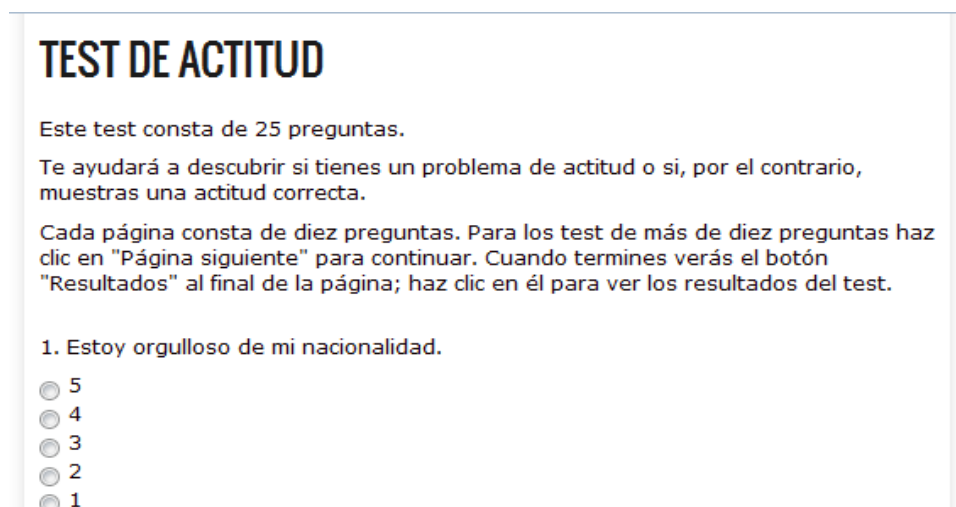 TEST DE ACTITUD
Este test consta de 25 preguntas.
Te ayudará a descubrir si tienes un problema de actitud o si, por el contrario,
muestras una actitud correcta.
Cada página consta de diez preguntas. Para los test de más de diez preguntas haz
clic en "Página siguiente" para continuar. Cuando termines verás el botón
"Resultados" al final de la página; haz clic en él para ver los resultados del test.
1. Estoy orgulloso de mi nacionalidad.
5
4
3
2
1